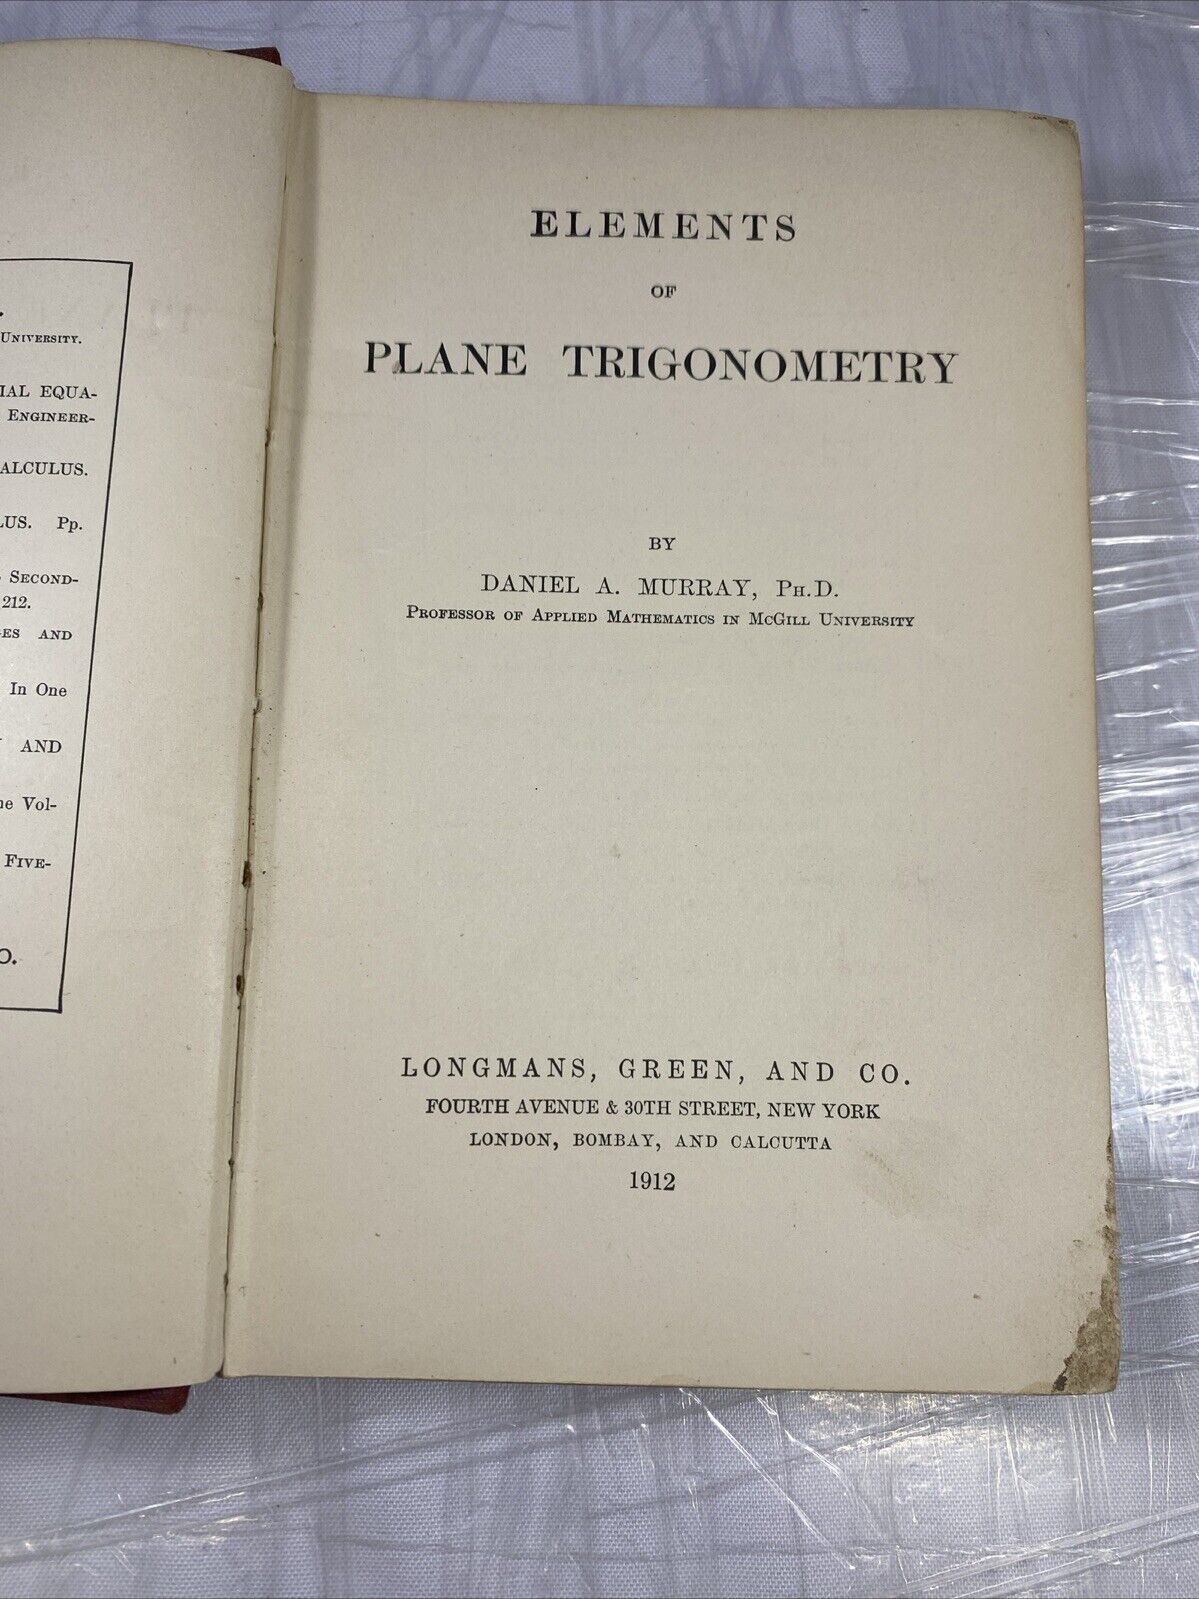 .
UNIVERSITY.
IAL EQUA-
ENGINEER-
ALCULUS.
LUS. Pp.
SECOND-
212.
ES AND
In One
AND
ne Vol-
FIVE-
O.
ELEMENTS
OF
PLANE TRIGONOMETRY
BY
DANIEL A. MURRAY, PH.D.
PROFESSOR OF APPLIED MATHEMATICS IN MCGILL UNIVERSITY
LONGMANS, GREEN, AND CO.
FOURTH AVENUE & 30TH STREET, NEW YORK
LONDON, BOMBAY, AND CALCUTTA
1912